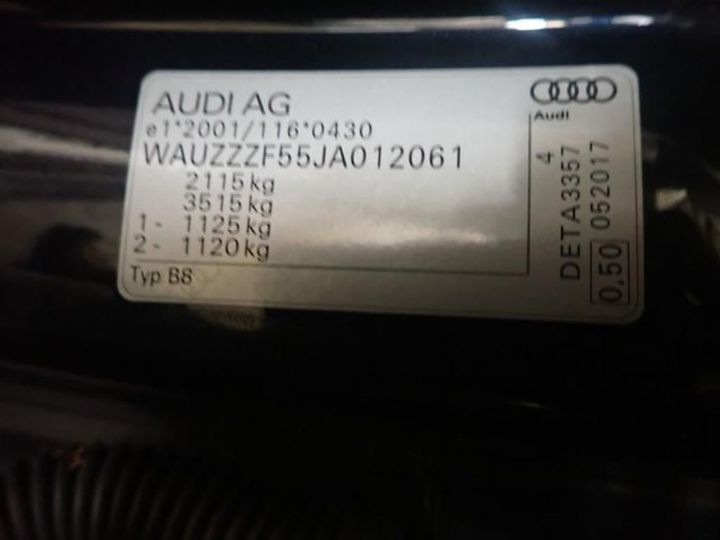 AUDI AG
e1*2001/116*0430
WAUZZZF55JA012061
2115 kg
3515 kg
1- 1125 kg
2- 1120 kg
Typ B8
Audi
4
DETA3357
0,50 052017